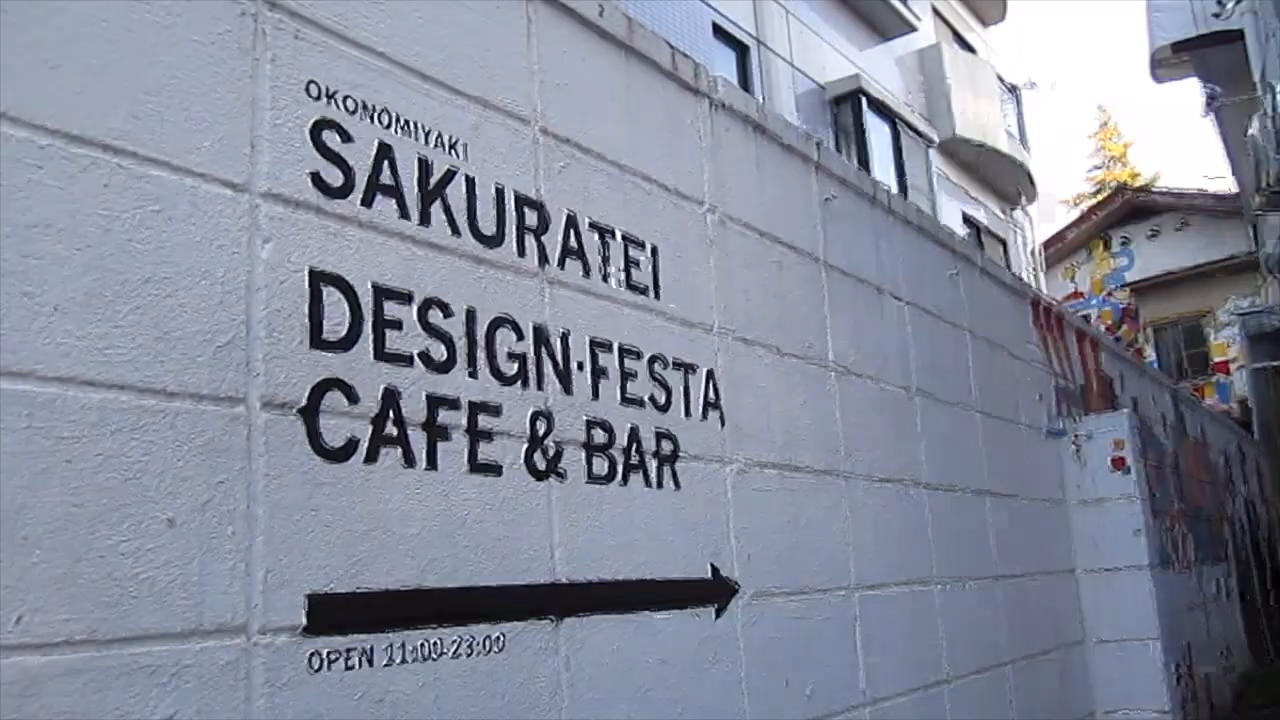 OKONOMIYAKI
SAKURATEI
DESIGN·FESTA
CAFE & BAR
OPEN 11:00-23:00